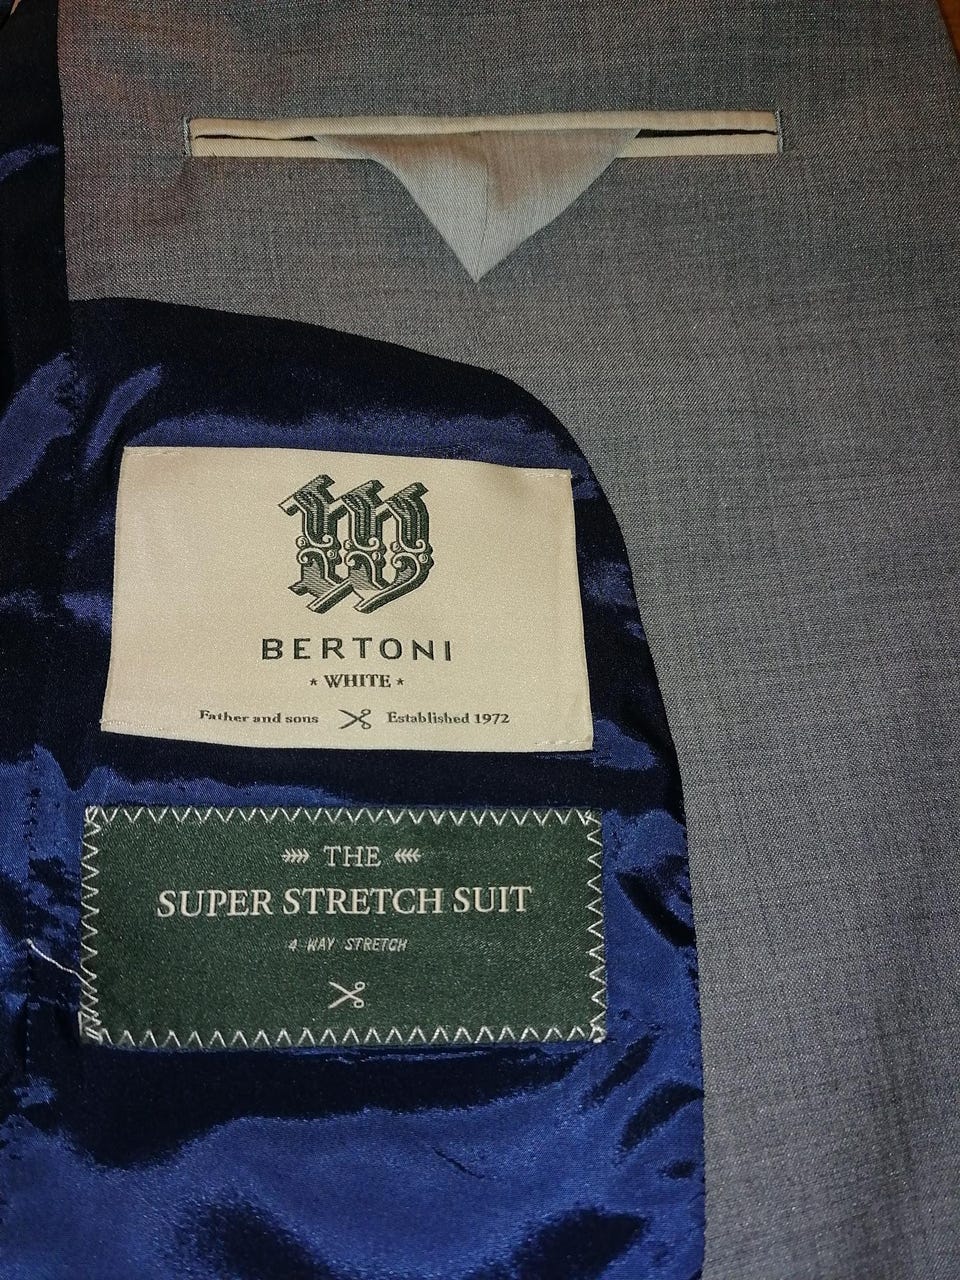 W
BERTONI
* WHITE *
Father and sons Established 1972
THE
SUPER STRETCH SUIT
4 WAY STRETCH